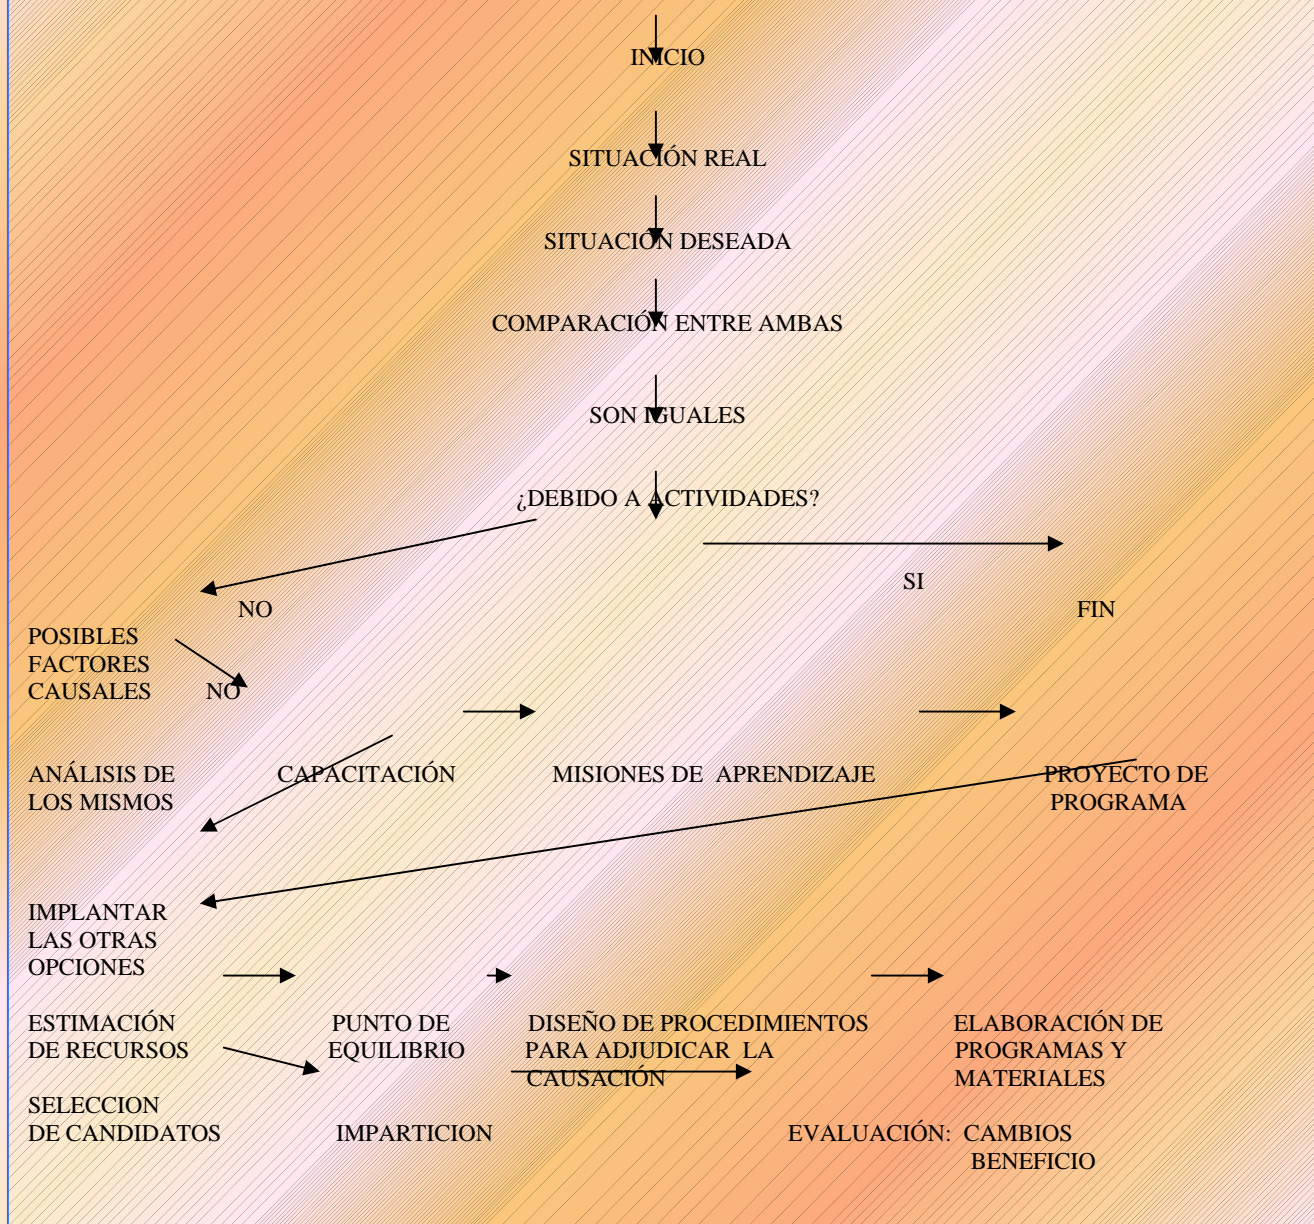 INICIO
SITUACIÓN REAL
SITUACIÓN DESEADA
COMPARACIÓN ENTRE AMBAS
SON IGUALES
¿DEBIDO A ACTIVIDADES?
SI
NO FIN
POSIBLES
FACTORES
CAUSALES NO
ANÁLISIS DE CAPACITACIÓN MISIONES DE APRENDIZAJE PROYECTO DE
LOS MISMOS PROGRAMA
IMPLANTAR
LAS OTRAS
OPCIONES
ESTIMACIÓN PUNTO DE DISEÑO DE PROCEDIMIENTOS ELABORACIÓN DE
DE RECURSOS EQUILIBRIO PARA ADJUDICAR LA PROGRAMAS Y
CAUSACIÓN MATERIALES
SELECCION
DE CANDIDATOS IMPARTICION EVALUACIÓN: CAMBIOS
BENEFICIO